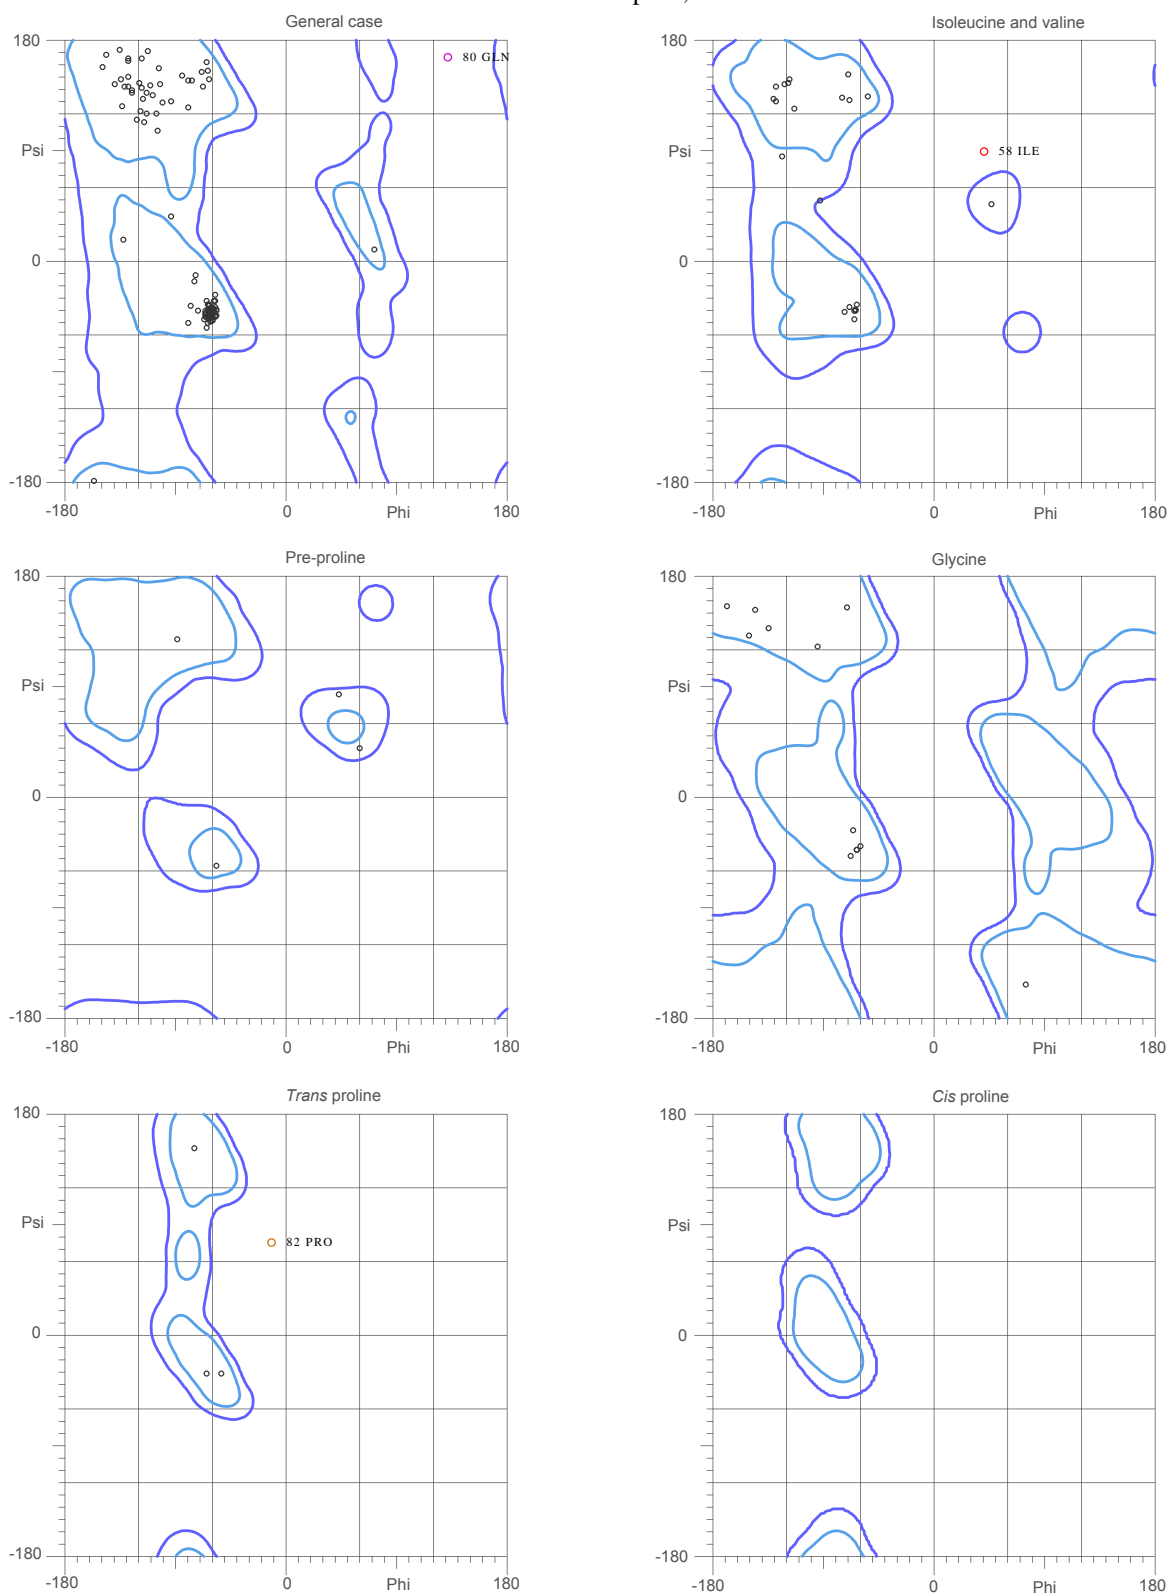 General case
180
Psi
0
-180
-180
0
Phi
180
80 GLN
Isoleucine and valine
180
Psi
0
-180
-180
0
Phi
180
58 ILE
Pre-proline
180
Psi
0
-180
-180
0
Phi
180
Glycine
180
Psi
0
-180
-180
0
Phi
180
Trans proline
180
Psi
0
-180
-180
0
Phi
180
82 PRO
Cis proline
180
Psi
0
-180
-180
0
Phi
180